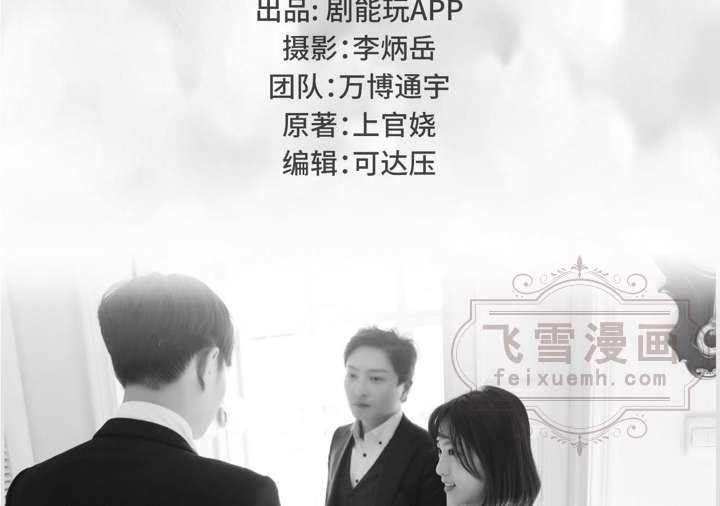 出品: 剧能玩APP
摄影：李炳岳
团队：万博通宇
原著：上官娆
编辑：可达压
飞雪漫画
feixuemh.com